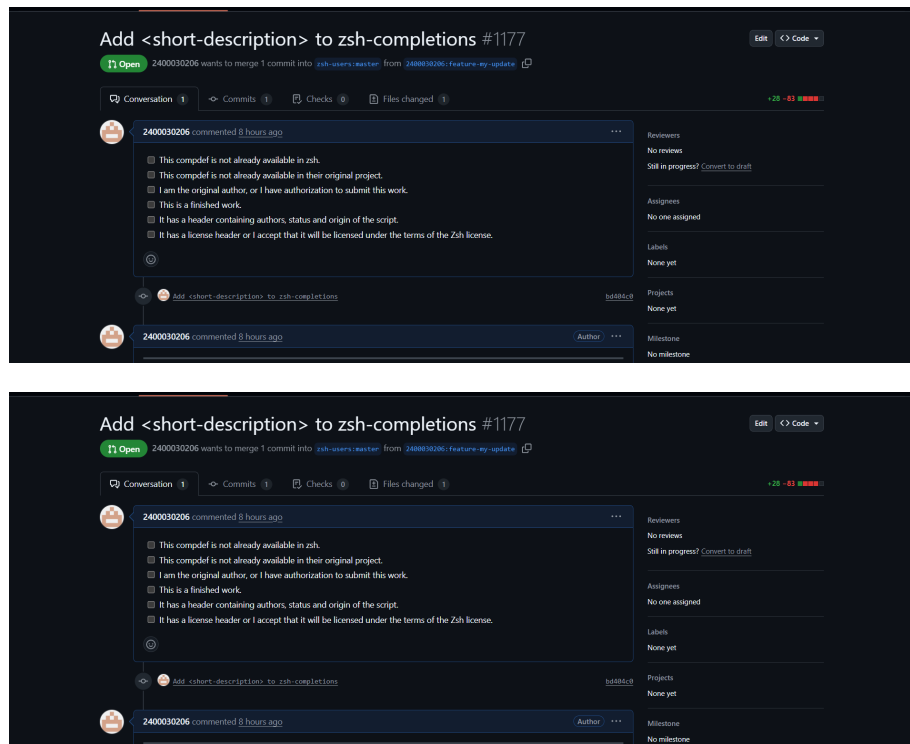 Add <short-description> to zsh-completions #1177
Edit <> Code
Open 2400030206 wants to merge 1 commit into zsh-users:master from 2400030206:feature-my-update
Conversation 1 Commits 1 Checks 0 Files changed 1 +28 −83
2400030206 commented 8 hours ago
This compdef is not already available in zsh.
This compdef is not already available in their original project.
I am the original author, or I have authorization to submit this work.
This is a finished work.
It has a header containing authors, status and origin of the script.
It has a license header or I accept that it will be licensed under the terms of the Zsh license.
Add <short-description> to zsh-completions bd404c0
2400030206 commented 8 hours ago Author
Reviewers
No reviews
Still in progress? Convert to draft
Assignees
No one assigned
Labels
None yet
Projects
None yet
Milestone
No milestone
Add <short-description> to zsh-completions #1177
Edit <> Code
Open 2400030206 wants to merge 1 commit into zsh-users:master from 2400030206:feature-my-update
Conversation 1 Commits 1 Checks 0 Files changed 1 +28 −83
2400030206 commented 8 hours ago
This compdef is not already available in zsh.
This compdef is not already available in their original project.
I am the original author, or I have authorization to submit this work.
This is a finished work.
It has a header containing authors, status and origin of the script.
It has a license header or I accept that it will be licensed under the terms of the Zsh license.
Add <short-description> to zsh-completions bd404c0
2400030206 commented 8 hours ago Author
Reviewers
No reviews
Still in progress? Convert to draft
Assignees
No one assigned
Labels
None yet
Projects
None yet
Milestone
No milestone